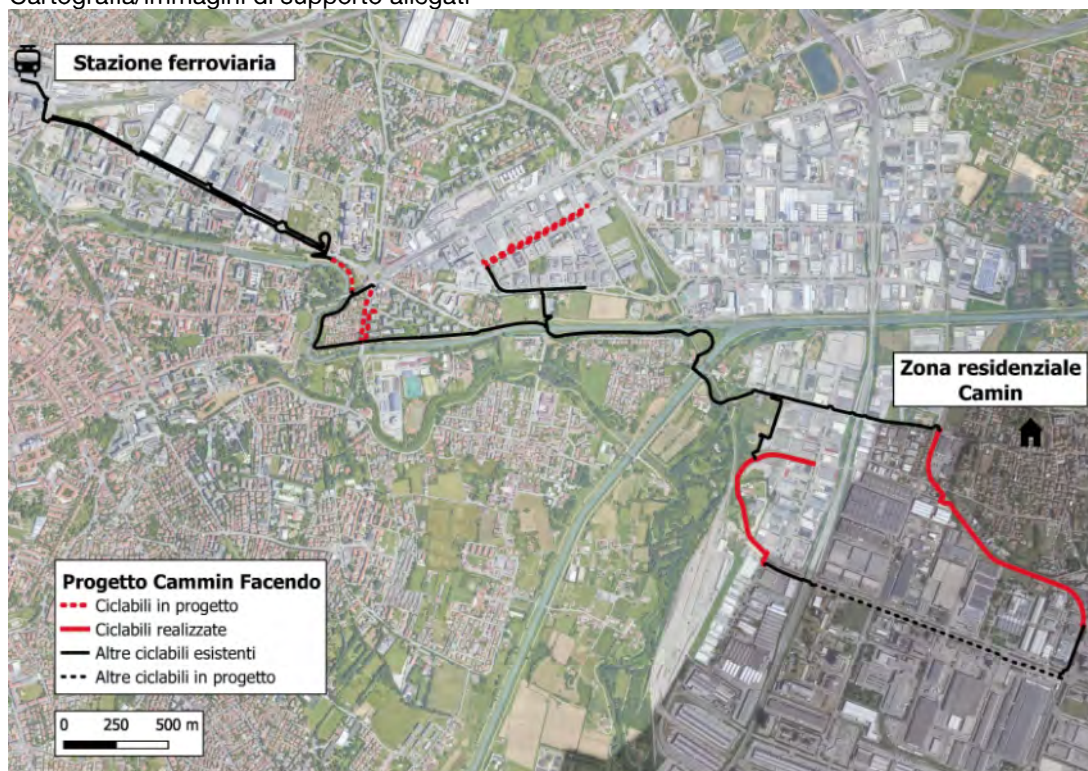 Cartografia/immagini di supporto allegati
Stazione ferroviaria
Zona residenziale
Camin
Progetto Cammin Facendo
Ciclabili in progetto
Ciclabili realizzate
Altre ciclabili esistenti
Altre ciclabili in progetto
0 250 500 m